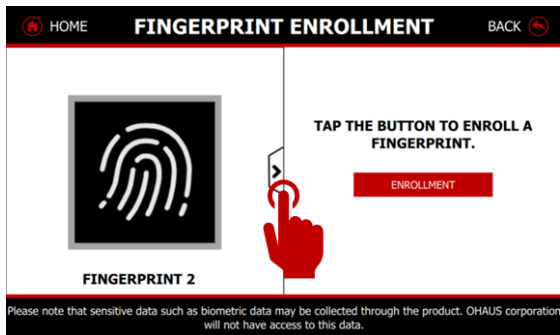 HOME
FINGERPRINT ENROLLMENT
BACK
TAP THE BUTTON TO ENROLL A
FINGERPRINT.
ENROLLMENT
FINGERPRINT 2
Please note that sensitive data such as biometric data may be collected through the product. OHAUS corporation
will not have access to this data.